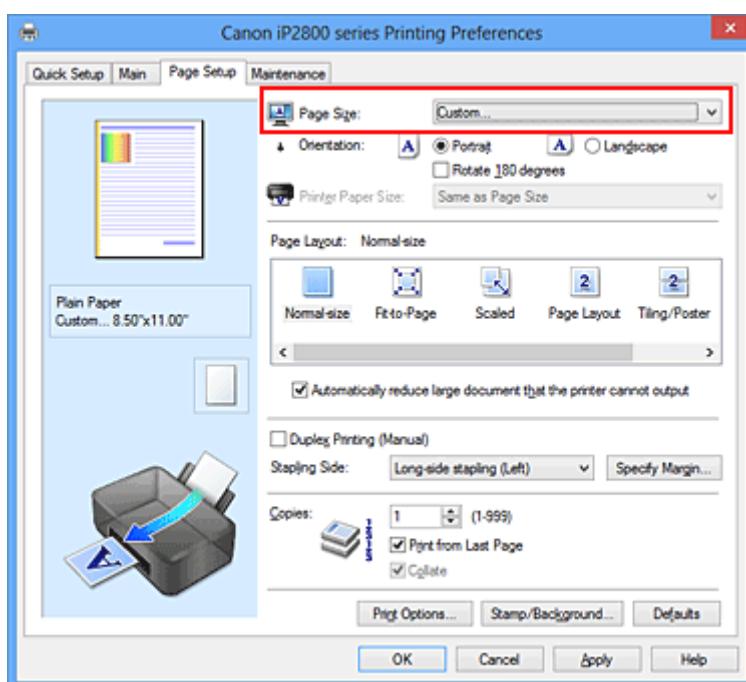 Canon iP2800 series Printing Preferences
Quick Setup Main Page Setup Maintenance
Page Size: Custom...
Orientation: A Portrait A Landscape
Rotate 180 degrees
Printer Paper Size: Same as Page Size
Page Layout: Normal-size
2 2
Normal-size Fit-to-Page Scaled Page Layout Tiling/Poster
Plain Paper
Custom... 8.50"x11.00"
Automatically reduce large document that the printer cannot output
Duplex Printing (Manual)
Stapling Side: Long-side stapling (Left) Specify Margin...
Copies: 1 (1-999)
Print from Last Page
Collate
A
Print Options... Stamp/Background... Defaults
OK Cancel Apply Help